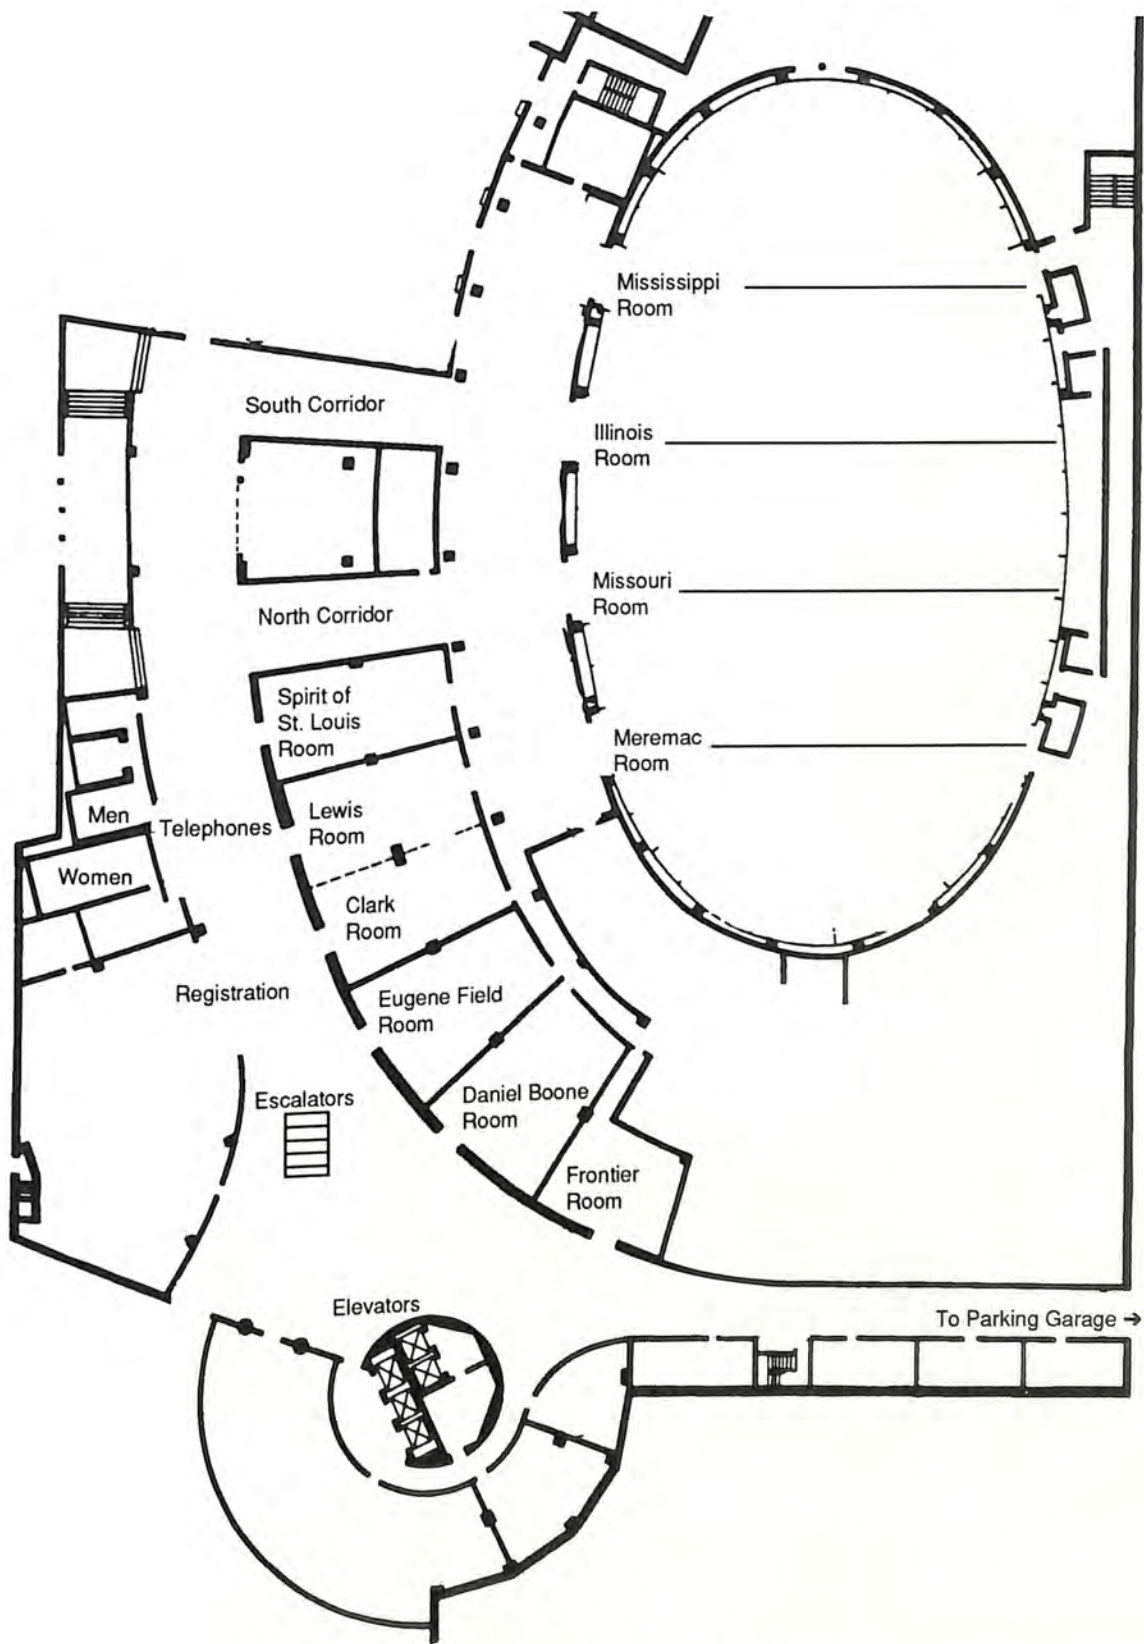 Mississippi
Room
South Corridor
Illinois
Room
Missouri
Room
North Corridor
Spirit of
St. Louis
Room
Meremac
Room
Men
Telephones
Lewis
Room
Women
Clark
Room
Registration
Eugene Field
Room
Escalators
Daniel Boone
Room
Frontier
Room
Elevators
To Parking Garage →